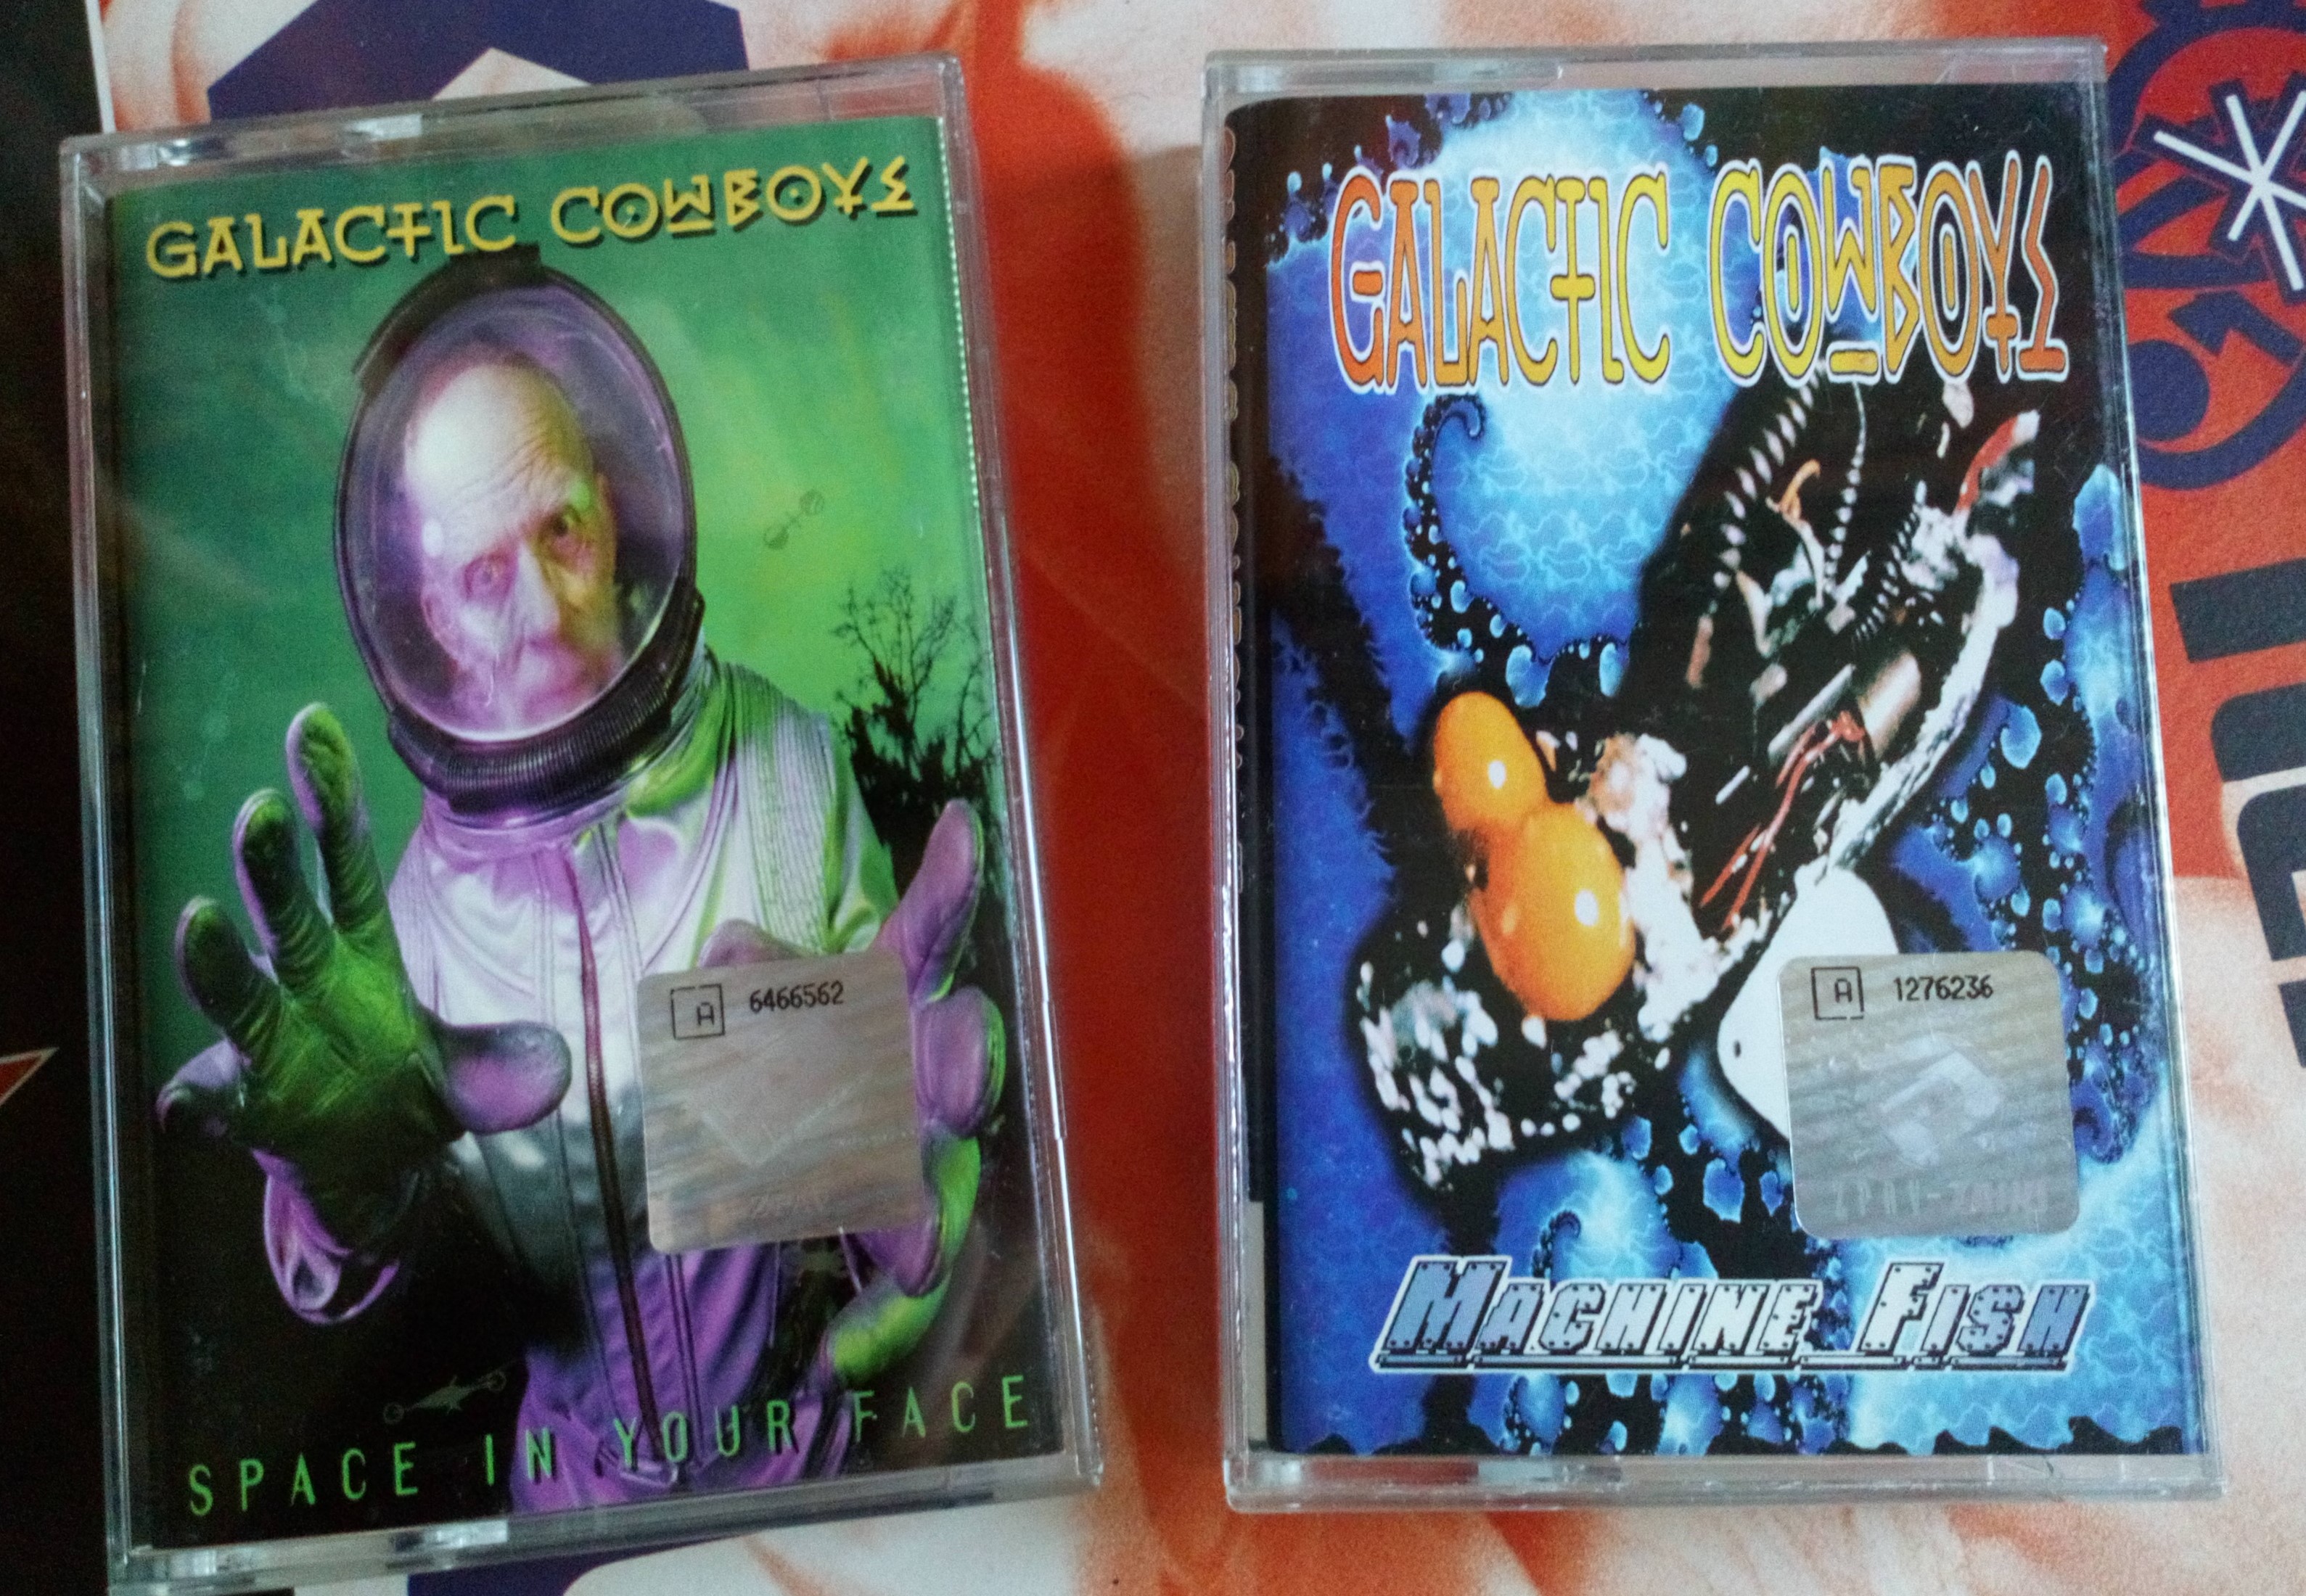 GALACTIC COWBOYS
A 6466562
SPACE IN YOUR FACE
GALACTIC COWBOYS
A 1276236
MACHINE FISH